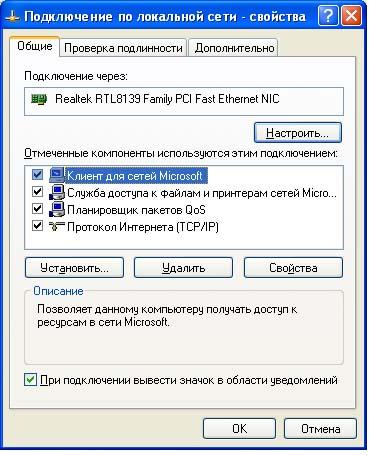 Подключение по локальной сети - свойства
Общие Проверка подлинности Дополнительно
Подключение через:
Realtek RTL8139 Family PCI Fast Ethernet NIC
Настроить...
Отмеченные компоненты используются этим подключением:
Клиент для сетей Microsoft
Служба доступа к файлам и принтерам сетей Micro...
Планировщик пакетов QoS
Протокол Интернета (TCP/IP)
Установить... Удалить Свойства
Описание
Позволяет данному компьютеру получать доступ к
ресурсам в сети Microsoft.
При подключении вывести значок в области уведомлений
OK Отмена